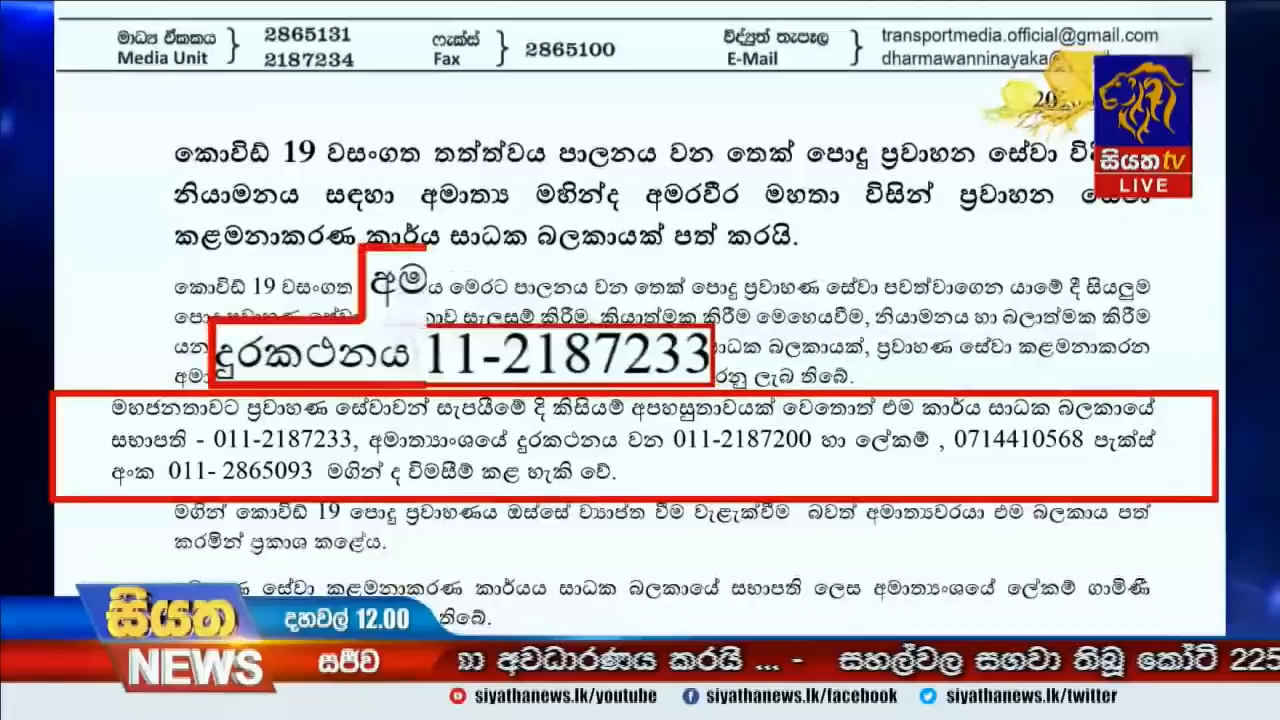 මාධ්‍ය ඒකකය
Media Unit
2865131
2187234
ෆැක්ස්
Fax
2865100
විද්‍යුත් තැපෑල
E-Mail
transportmedia.official@gmail.com
dharmawanninayaka@
සියත tv
LIVE
කොවිඩ් 19 වසංගත තත්ත්වය පාලනය වන තෙක් පොදු ප්‍රවාහන සේවා
නියාමනය සඳහා අමාත්‍ය මහින්ද අමරවීර මහතා විසින් ප්‍රවාහන සේවා
කළමනාකරණ කාර්ය සාධක බලකායක් පත් කරයි.
කොවිඩ් 19 වසංගත අමය මෙරට පාලනය වන තෙක් පොදු ප්‍රවාහණ සේවා පවත්වාගෙන යාමේ දී සියලුම
සැලසුම් කිරීම, ක්‍රියාත්මක කිරීම මෙහෙයවීම, නියාමනය හා බලාත්මක කිරීම
යන සාධක බලකායක්, ප්‍රවාහණ සේවා කළමනාකරන
දුරකථනය 11-2187233
අමා රනු ලැබ තිබේ.
මහජනතාවට ප්‍රවාහණ සේවාවන් සැපයීමේ දි කිසියම් අපහසුතාවයක් වෙතොත් එම කාර්ය සාධක බලකායේ
සභාපති - 011-2187233, අමාත්‍යාංශයේ දුරකථනය වන 011-2187200 හා ලේකම් , 0714410568 පැක්ස්
අංක 011- 2865093 මගින් ද විමසීම් කළ හැකි වේ.
මගින් කොවිඩ් 19 පොදු ප්‍රවාහණය ඔස්සේ ව්‍යාප්ත වීම වැළැක්වීම බවත් අමාත්‍යවරයා එම බලකාය පත්
කරමින් ප්‍රකාශ කළේය.
සේවා කළමනාකරණ කාර්යය සාධක බලකායේ සභාපති ලෙස අමාත්‍යංශයේ ලේකම් ගාමිණී
තිබේ.
සියත
NEWS
දහවල් 12.00
සජීව
හා අවධාරණය කරයි ... - සහල්වල සඟවා තිබූ කෝටි 225
siyathanews.lk/youtube siyathanews.lk/facebook siyathanews.lk/twitter